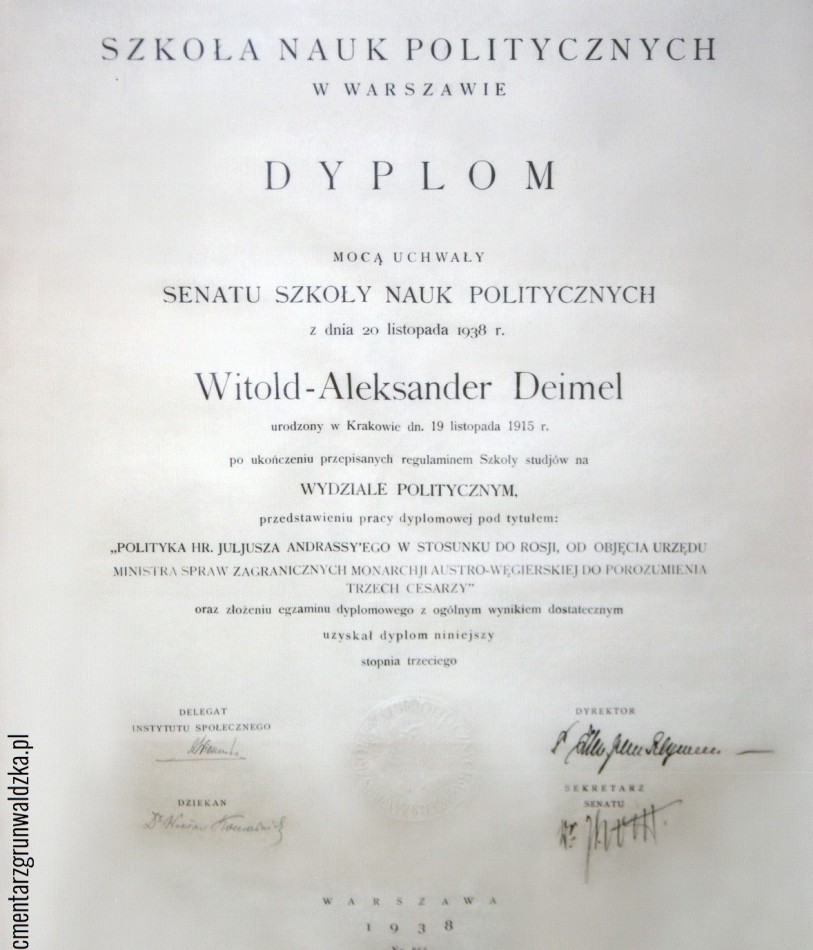 SZKOŁA NAUK POLITYCZNYCH
W WARSZAWIE
DYPLOM
MOCĄ UCHWAŁY
SENATU SZKOŁY NAUK POLITYCZNYCH
z dnia 20 listopada 1938 r.
Witold-Aleksander Deimel
urodzony w Krakowie dn. 19 listopada 1915 r.
po ukończeniu przepisanych regulaminem Szkoły studjów na
WYDZIALE POLITYCZNYM,
przedstawieniu pracy dyplomowej pod tytułem:
„POLITYKA HR. JULJUSZA ANDRASSY'EGO W STOSUNKU DO ROSJI, OD OBJĘCIA URZĘDU
MINISTRA SPRAW ZAGRANICZNYCH MONARCHJI AUSTRO-WĘGIERSKIEJ DO POROZUMIENIA
TRZECH CESARZY"
oraz złożeniu egzaminu dyplomowego z ogólnym wynikiem dostatecznym
uzyskał dyplom niniejszy
stopnia trzeciego
DELEGAT
INSTYTUTU SPOŁECZNEGO
DYREKTOR
DZIEKAN
SEKRETARZ
SENATU
Dr
Dr.
WARSZAWA
1938
cmentarzgrunwaldzka.pl